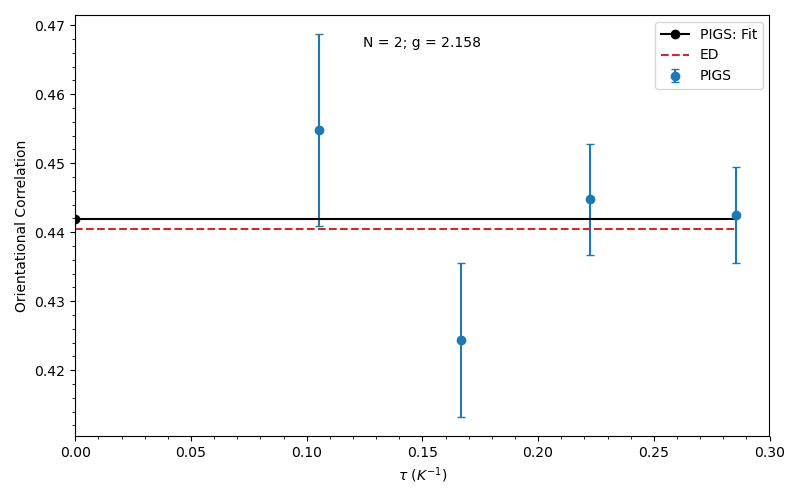 0.47
0.46
0.45
0.44
0.43
0.42
Orientational Correlation
N = 2; g = 2.158
PIGS: Fit
ED
PIGS
0.00 0.05 0.10 0.15 0.20 0.25 0.30
τ (K⁻¹)